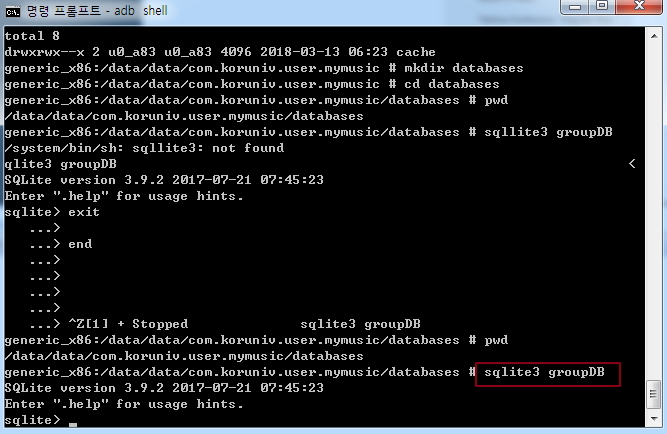 명령 프롬프트 - adb shell
total 8
drwxrwx--x 2 u0_a83 u0_a83 4096 2018-03-13 06:23 cache
generic_x86:/data/data/com.koruniv.user.mymusic # mkdir databases
generic_x86:/data/data/com.koruniv.user.mymusic # cd databases
generic_x86:/data/data/com.koruniv.user.mymusic/databases # pwd
/data/data/com.koruniv.user.mymusic/databases
generic_x86:/data/data/com.koruniv.user.mymusic/databases # sqllite3 groupDB
/system/bin/sh: sqllite3: not found
qlite3 groupDB <
SQLite version 3.9.2 2017-07-21 07:45:23
Enter ".help" for usage hints.
sqlite> exit
...>
...> end
...>
...>
...>
...>
...> ^Z[1] + Stopped sqlite3 groupDB
generic_x86:/data/data/com.koruniv.user.mymusic/databases # pwd
/data/data/com.koruniv.user.mymusic/databases
generic_x86:/data/data/com.koruniv.user.mymusic/databases # sqlite3 groupDB
SQLite version 3.9.2 2017-07-21 07:45:23
Enter ".help" for usage hints.
sqlite> _